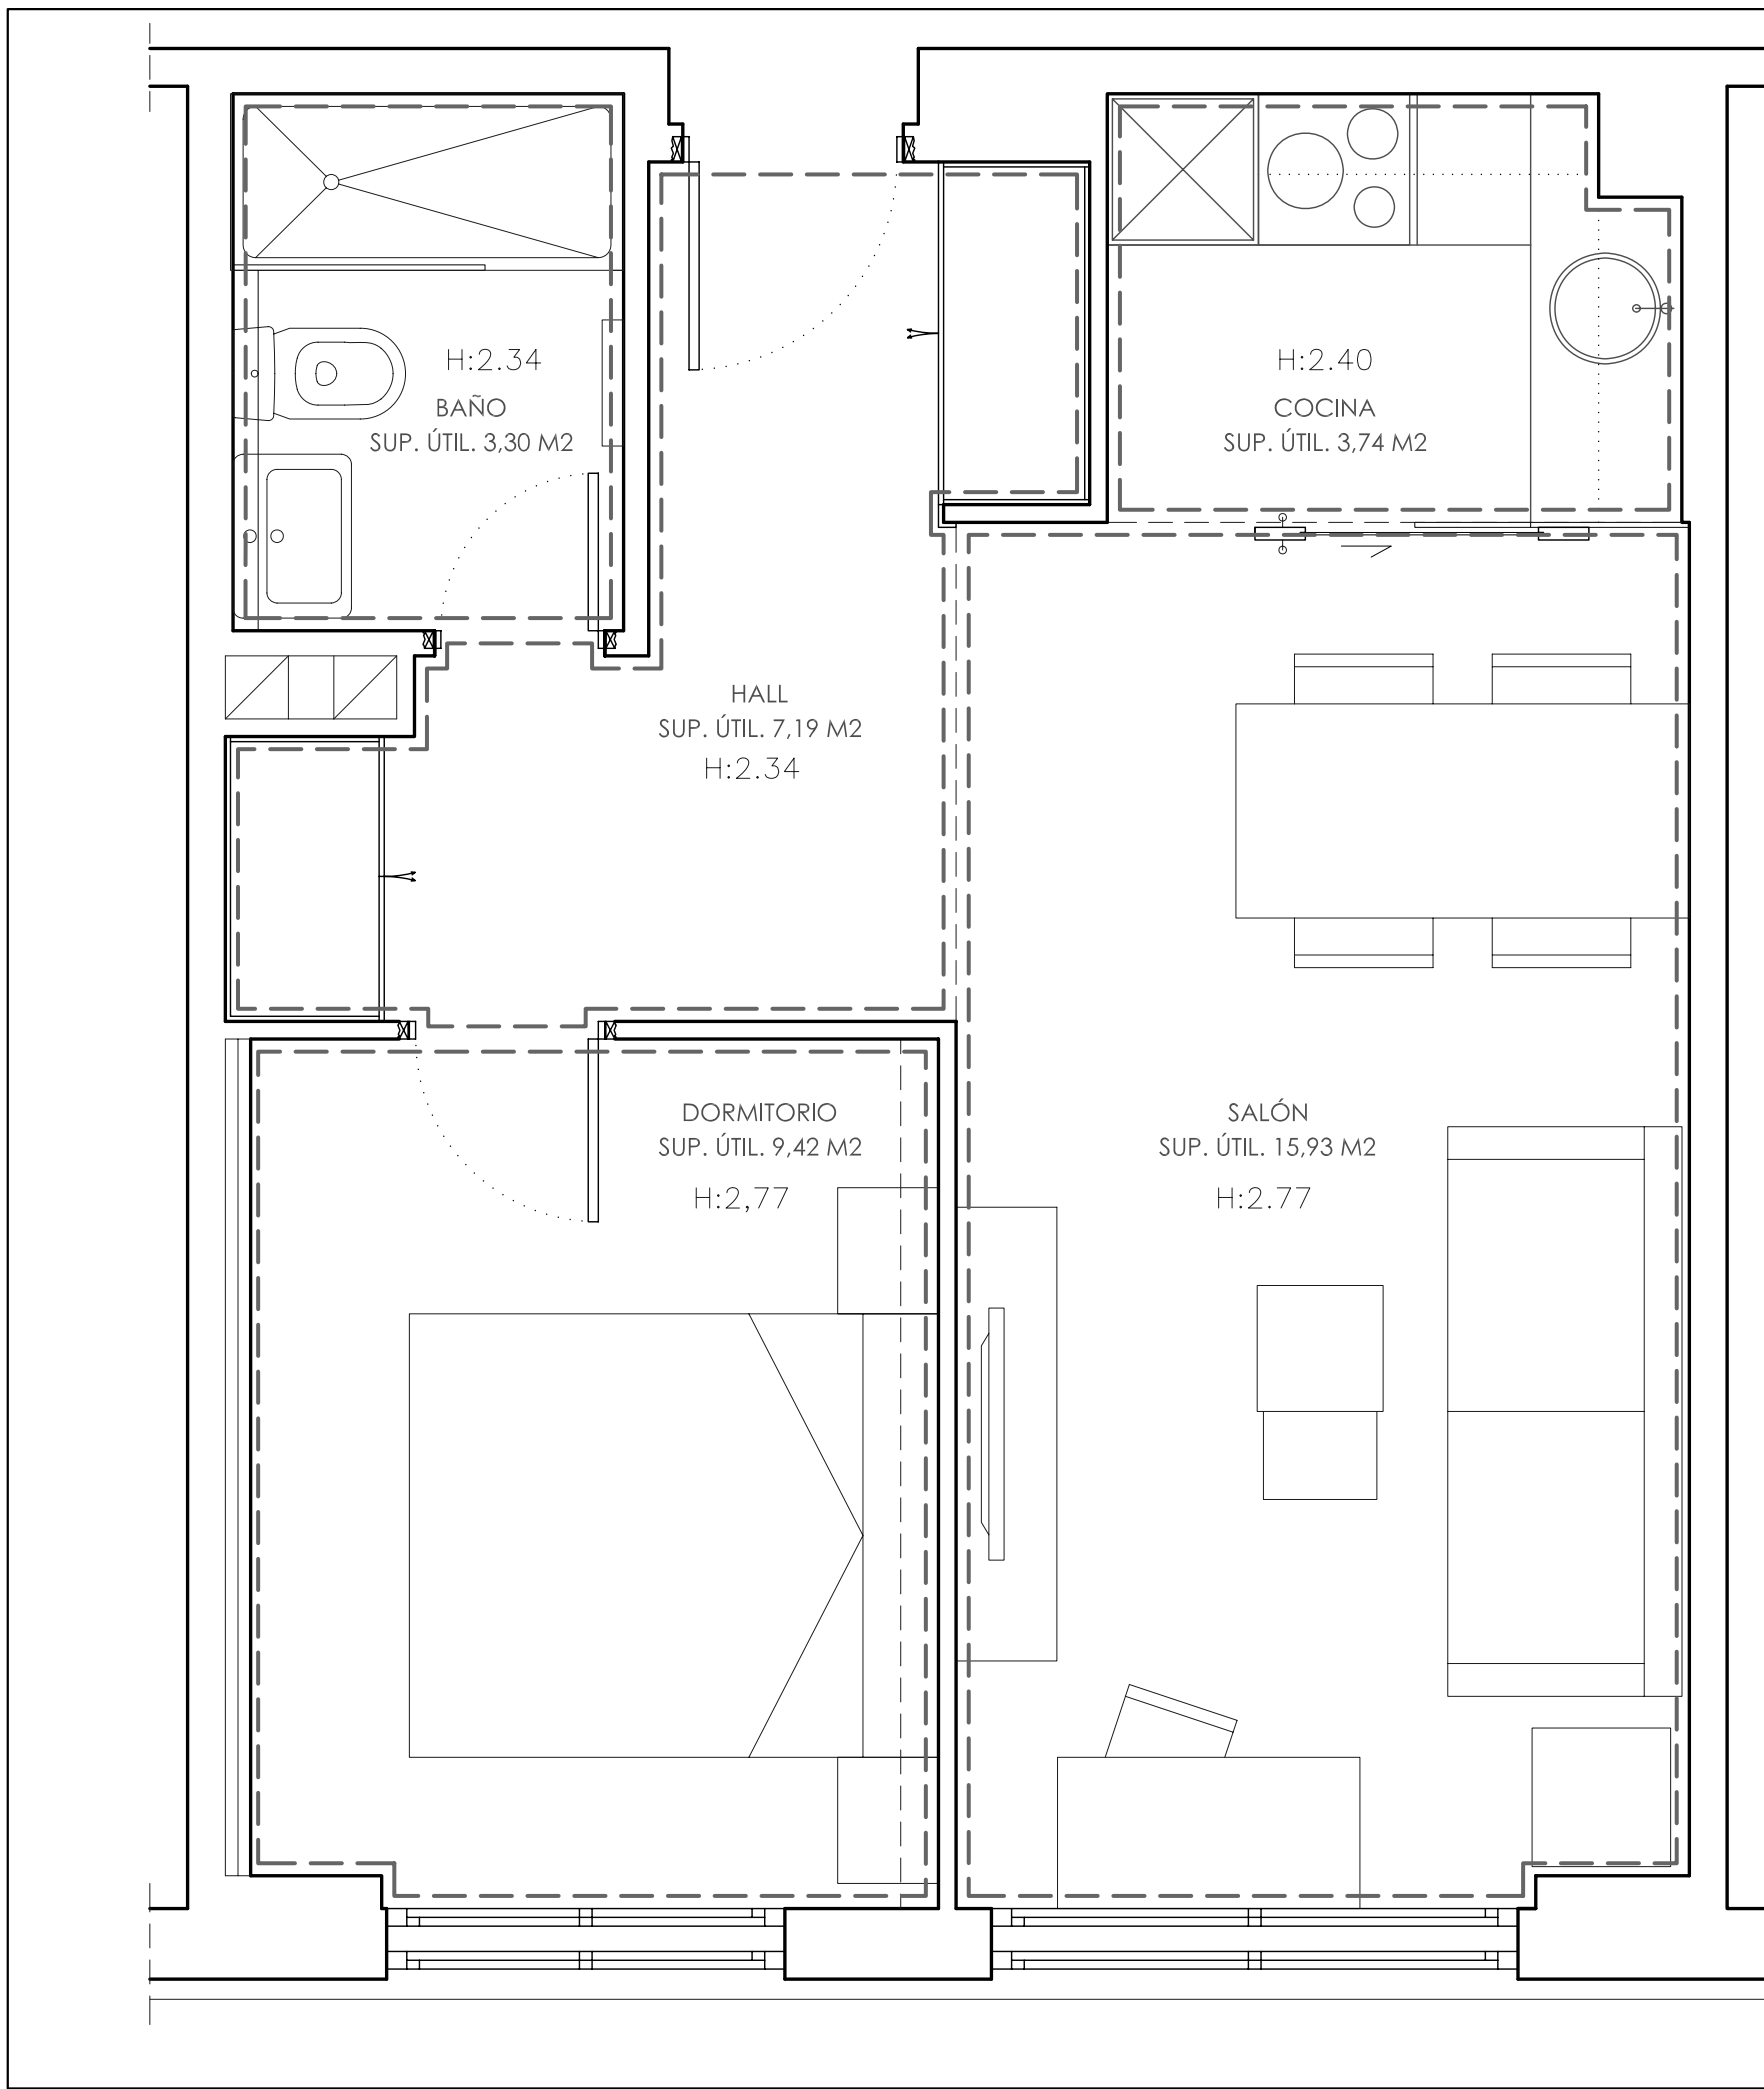 H:2.34
BAÑO
SUP. ÚTIL. 3,30 M2
H:2.40
COCINA
SUP. ÚTIL. 3,74 M2
HALL
SUP. ÚTIL. 7,19 M2
H:2.34
DORMITORIO
SUP. ÚTIL. 9,42 M2
H:2,77
SALÓN
SUP. ÚTIL. 15,93 M2
H:2.77